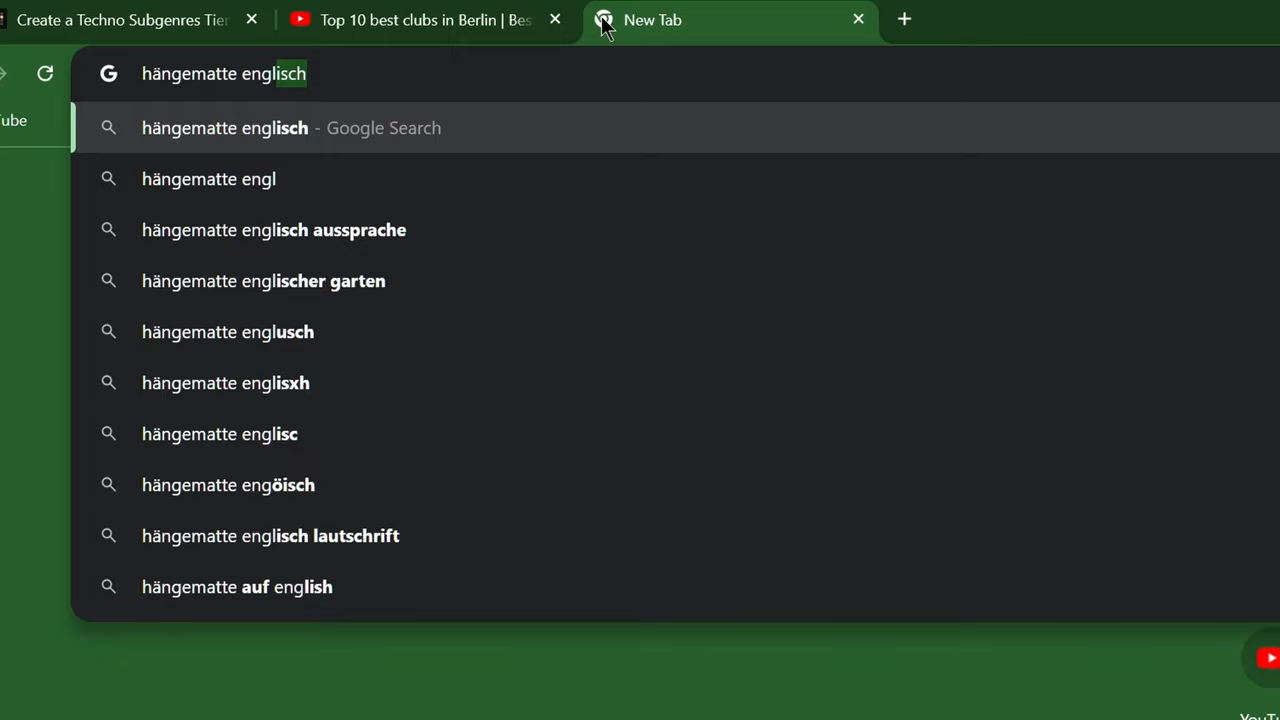 Create a Techno Subgenres Tier
Top 10 best clubs in Berlin | Bes
New Tab
hängematte englisch
ube
hängematte englisch - Google Search
hängematte engl
hängematte englisch aussprache
hängematte englischer garten
hängematte englusch
hängematte englisxh
hängematte englisc
hängematte engöisch
hängematte englisch lautschrift
hängematte auf english